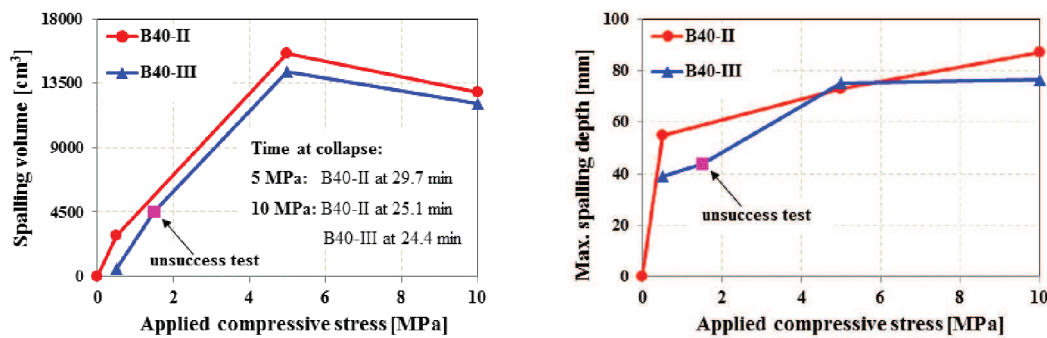 18000
13500
9000
4500
0
Spalling volume [cm³]
B40-II
B40-III
Time at collapse:
5 MPa: B40-II at 29.7 min
10 MPa: B40-II at 25.1 min
B40-III at 24.4 min
unsuccess test
0 2 4 6 8 10
Applied compressive stress [MPa]
100
80
60
40
20
0
Max. spalling depth [mm]
B40-II
B40-III
unsuccess test
0 2 4 6 8 10
Applied compressive stress [MPa]